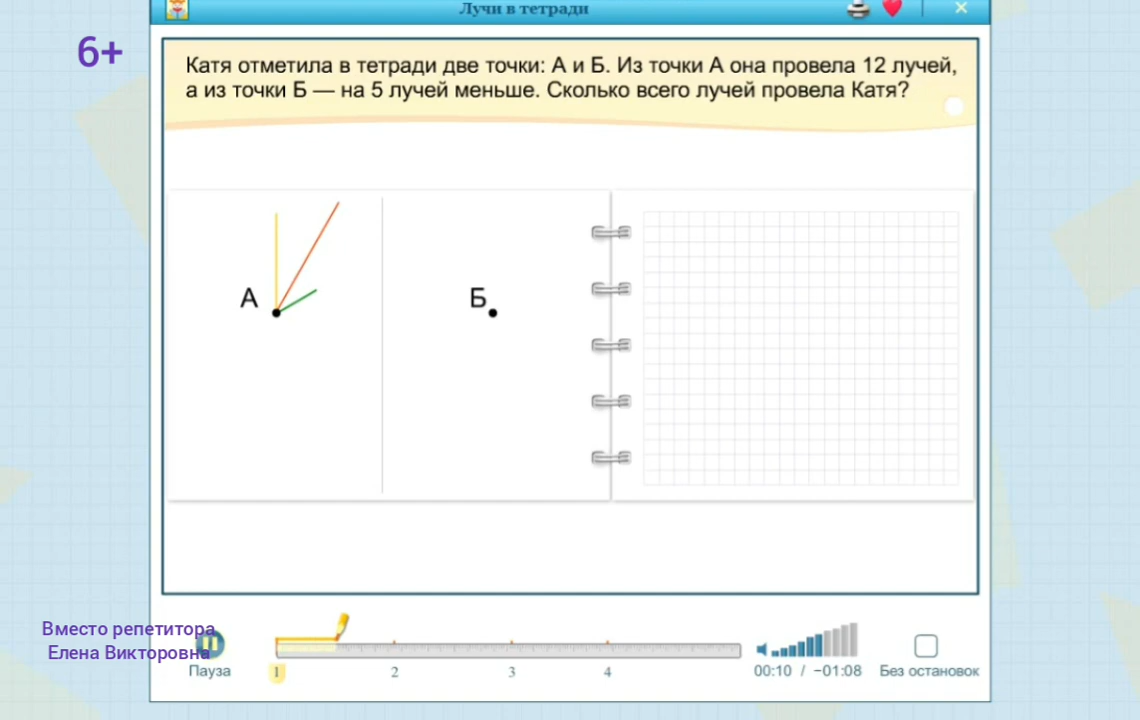 Лучи в тетради
6+
Катя отметила в тетради две точки: А и Б. Из точки А она провела 12 лучей,
а из точки Б — на 5 лучей меньше. Сколько всего лучей провела Катя?
А
Б
Вместо репетитора
Елена Викторовна
Пауза
1
2
3
4
00:10 / −01:08
Без остановок